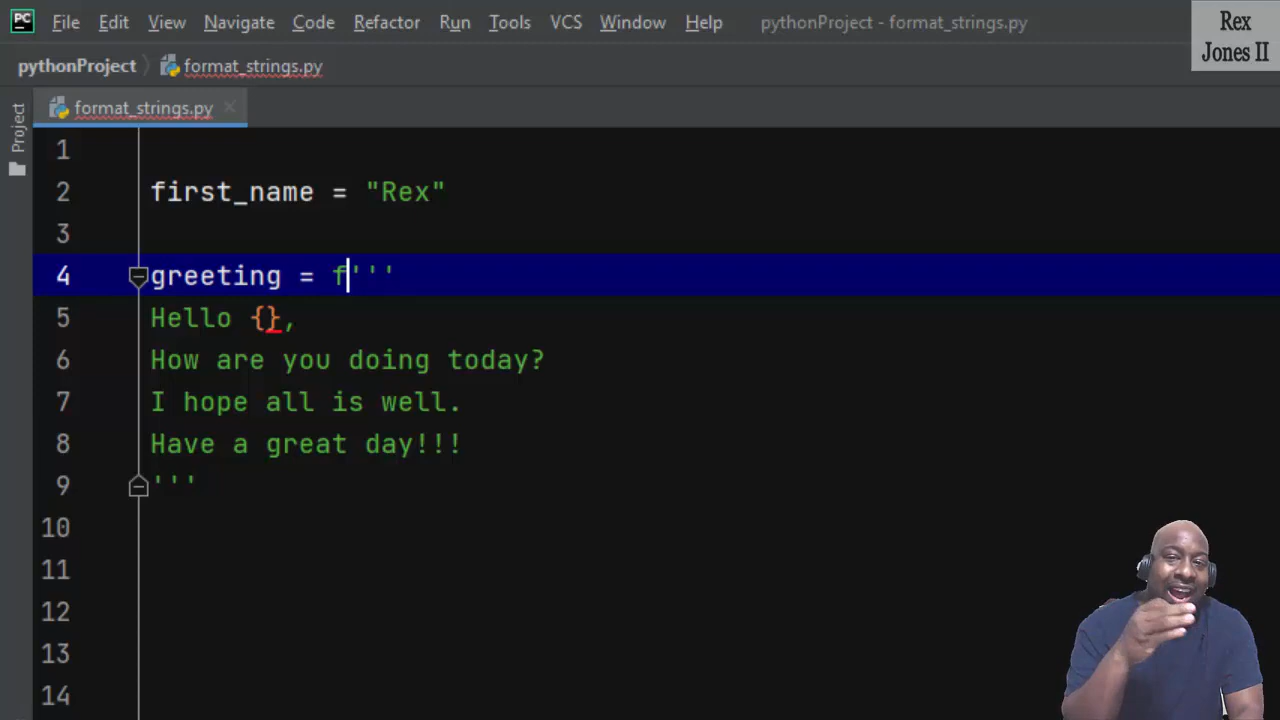 PC File Edit View Navigate Code Refactor Run Tools VCS Window Help pythonProject - format_strings.py
Rex
Jones II
pythonProject format_strings.py
Project
format_strings.py
1
2 first_name = "Rex"
3
4 greeting = f'''
5 Hello {},
6 How are you doing today?
7 I hope all is well.
8 Have a great day!!!
9 '''
10
11
12
13
14